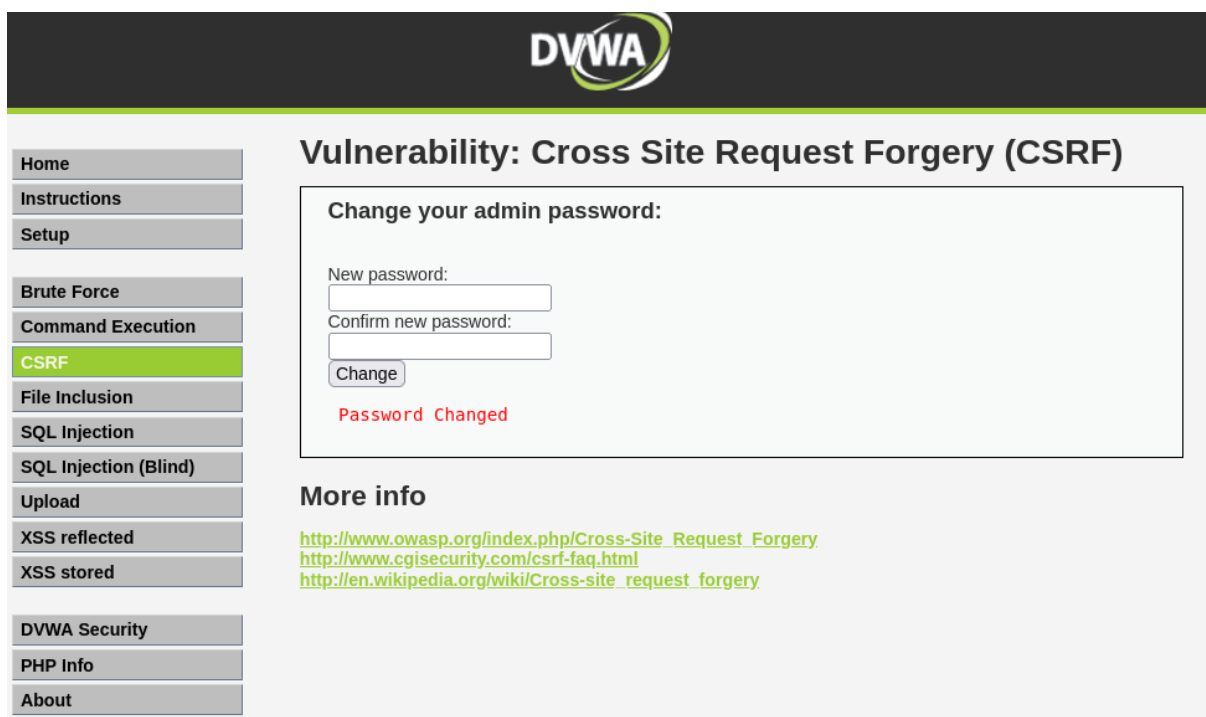 DVWA
Home
Instructions
Setup
Brute Force
Command Execution
CSRF
File Inclusion
SQL Injection
SQL Injection (Blind)
Upload
XSS reflected
XSS stored
DVWA Security
PHP Info
About
Vulnerability: Cross Site Request Forgery (CSRF)
Change your admin password:
New password:
Confirm new password:
Change
Password Changed
More info
http://www.owasp.org/index.php/Cross-Site_Request_Forgery
http://www.cgisecurity.com/csrf-faq.html
http://en.wikipedia.org/wiki/Cross-site_request_forgery